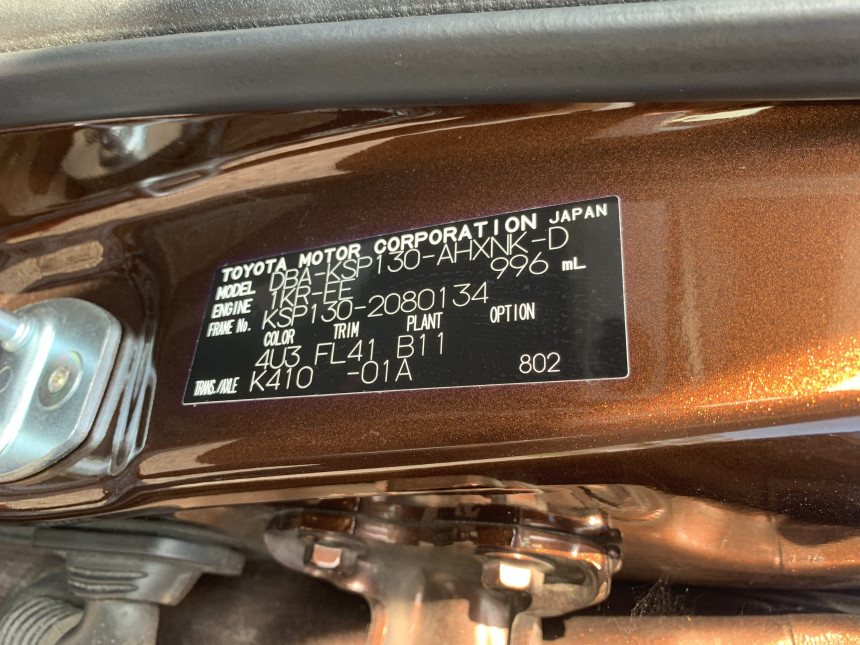 TOYOTA MOTOR CORPORATION JAPAN
MODEL DBA-KSP130-AHXNK-D
ENGINE 1KR-EE 996 mL
FRAME No. KSP130-2080134
COLOR TRIM PLANT OPTION
4U3 FL41 B11
TRANS./AXLE K410 -01A 802